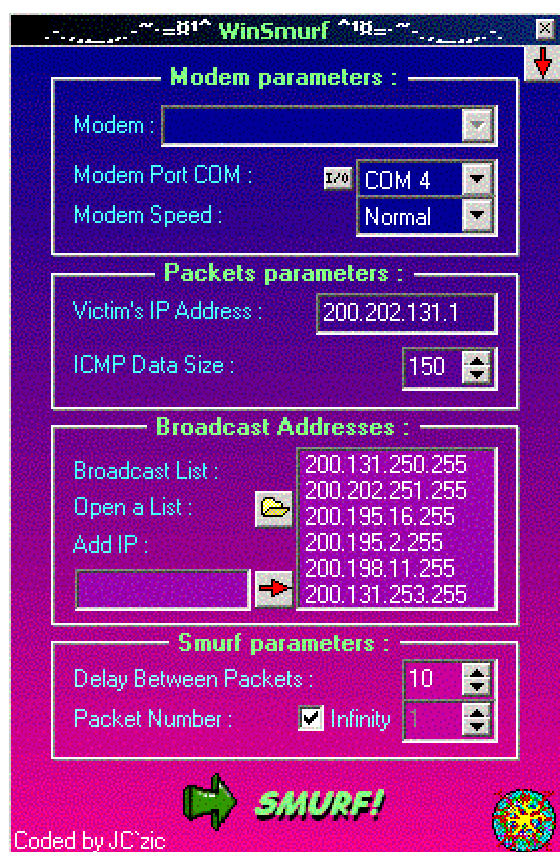 .-~·,¸¸,.-~·=¤¹^ WinSmurf ^¹¤=·~-.,¸¸,·~-.
Modem parameters :
Modem :
Modem Port COM : I/O COM 4
Modem Speed : Normal
Packets parameters :
Victim's IP Address : 200.202.131.1
ICMP Data Size : 150
Broadcast Addresses :
Broadcast List :
200.131.250.255
200.202.251.255
Open a List :
200.195.16.255
200.195.2.255
Add IP :
200.198.11.255
200.131.253.255
Smurf parameters :
Delay Between Packets : 10
Packet Number : Infinity 1
SMURF!
Coded by JC`zic